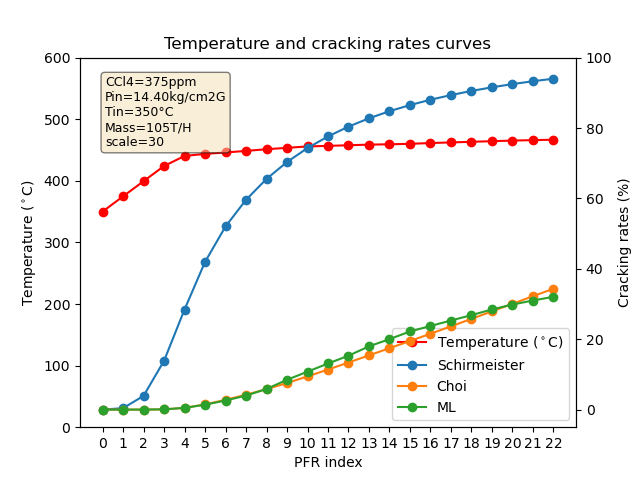 Temperature and cracking rates curves
CCl4=375ppm
Pin=14.40kg/cm2G
Tin=350°C
Mass=105T/H
scale=30
Temperature (°C)
600
500
400
300
200
100
0
Cracking rates (%)
100
80
60
40
20
0
Temperature (°C)
Schirmeister
Choi
ML
0 1 2 3 4 5 6 7 8 9 10 11 12 13 14 15 16 17 18 19 20 21 22
PFR index